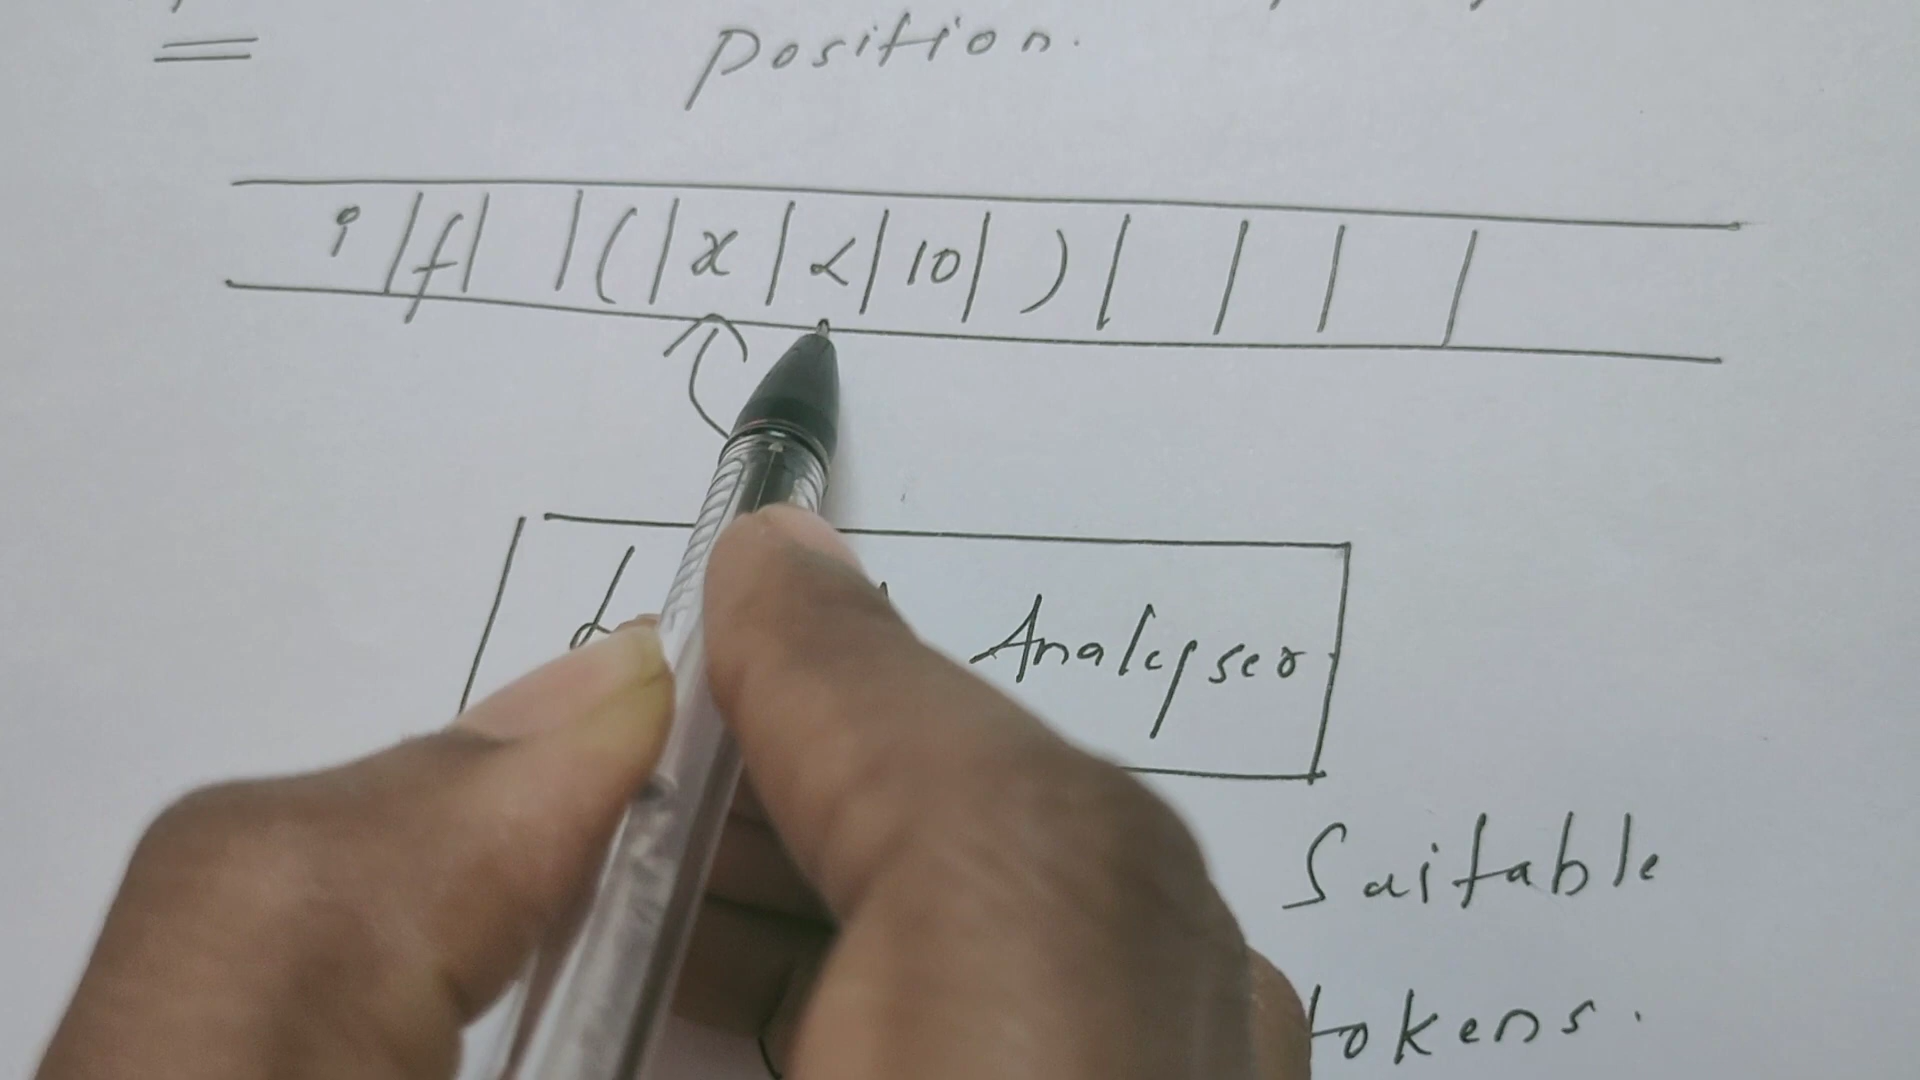 position.
i |f| | ( | x | < | 10 | ) | | | |
Analyser
Suitable
tokens.